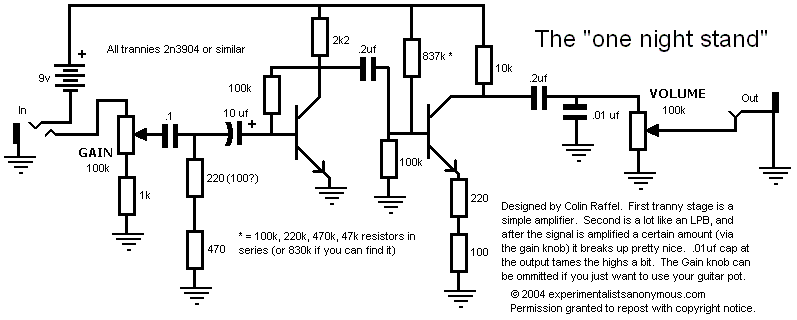 The "one night stand"
All trannies 2n3904 or similar
+
9v
In
GAIN
100k
1k
.1
10 uf
+
220 (100?)
470
100k
2k2
.2uf
837k *
100k
10k
220
100
.2uf
.01 uf
VOLUME
100k
Out
* = 100k, 220k, 470k, 47k resistors in
series (or 830k if you can find it)
Designed by Colin Raffel. First tranny stage is a
simple amplifier. Second is a lot like an LPB, and
after the signal is amplified a certain amount (via
the gain knob) it breaks up pretty nice. .01uf cap at
the output tames the highs a bit. The Gain knob can
be ommitted if you just want to use your guitar pot.
© 2004 experimentalistsanonymous.com
Permission granted to repost with copyright notice.